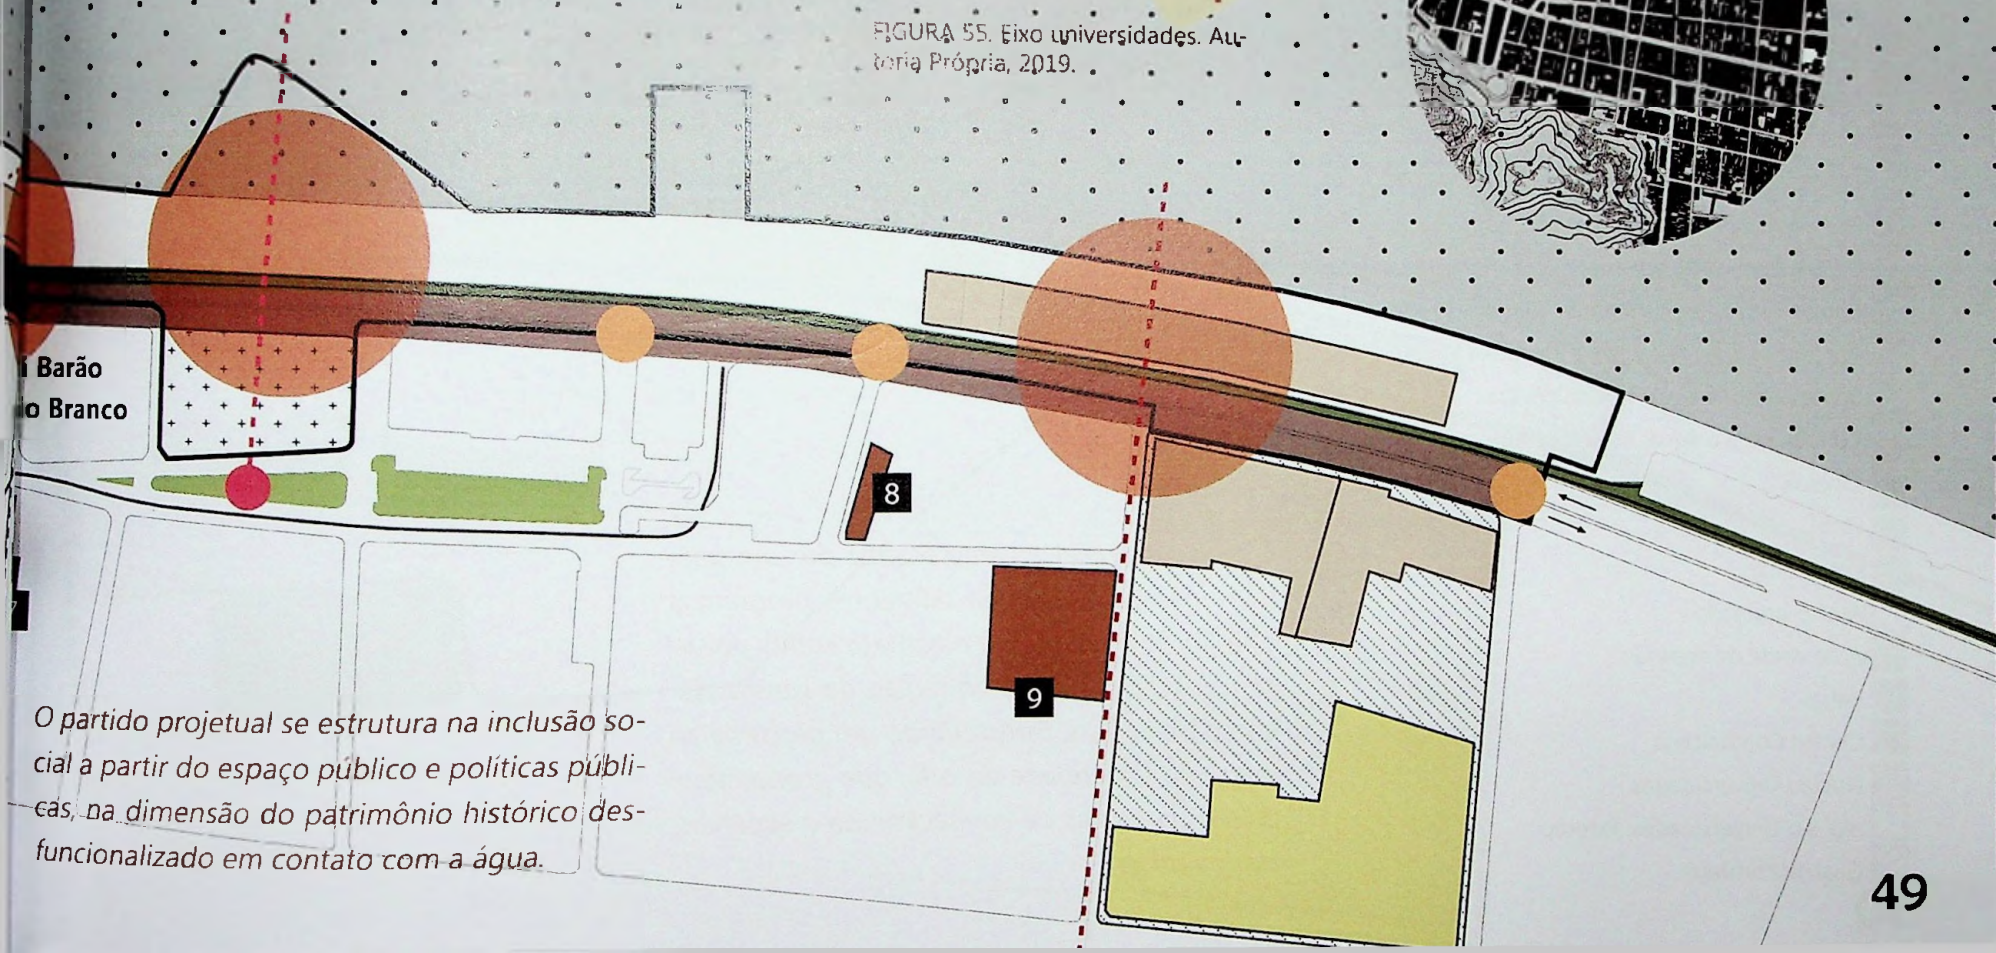 FIGURA 55. Eixo universidades. Au-
toria Própria, 2019.
Barão
o Branco
8
7
9
O partido projetual se estrutura na inclusão so-
cial a partir do espaço público e políticas públi-
cas, na dimensão do patrimônio histórico des-
funcionalizado em contato com a água.
49